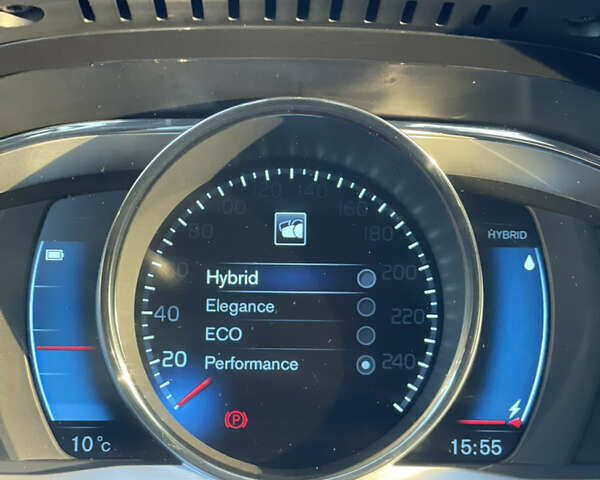 120 140
100 160
80 180
60 200
HYBRID
Hybrid
Elegance
40 220
ECO
20 Performance 240
P
10°c
15:55